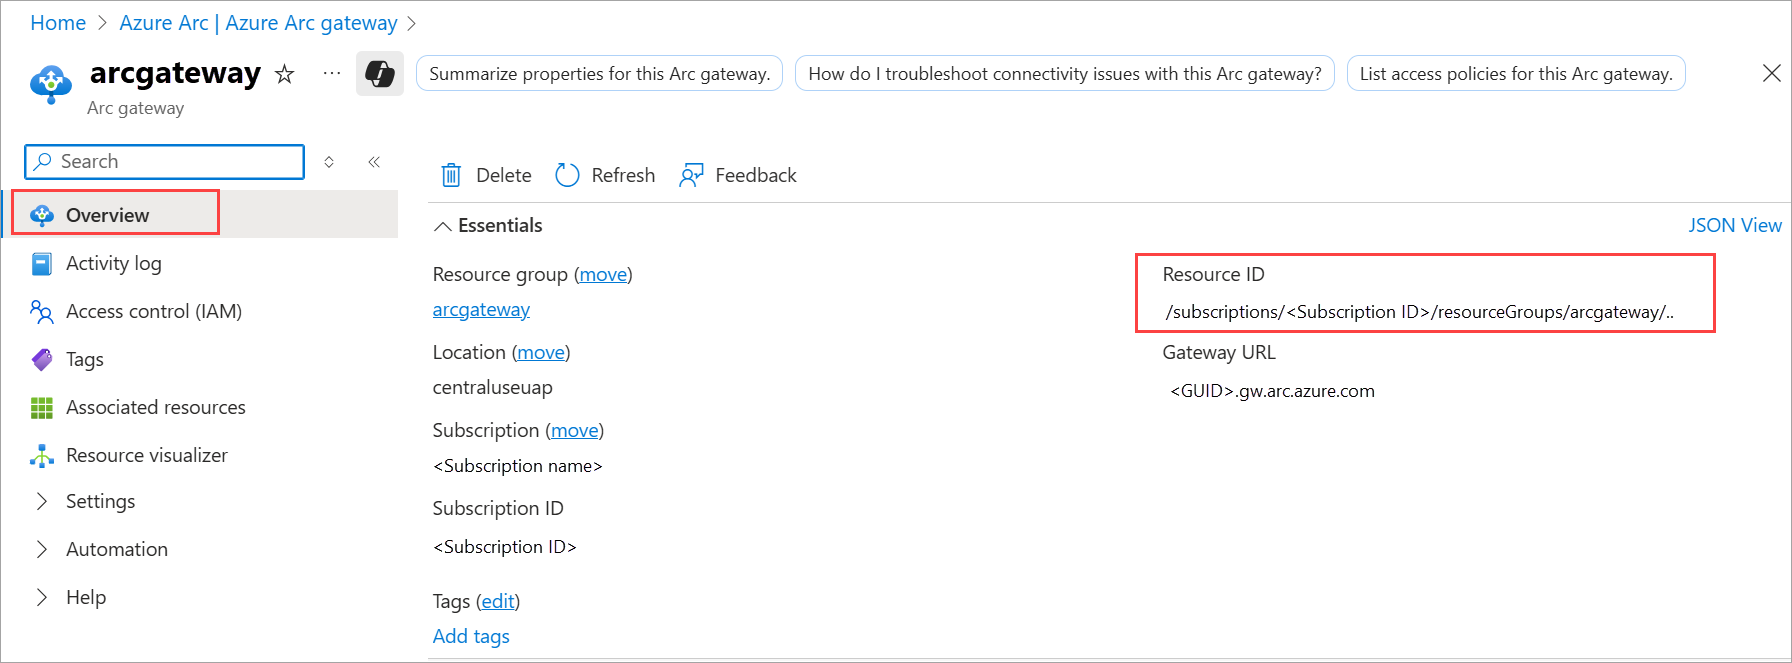 Home > Azure Arc | Azure Arc gateway >
arcgateway
Arc gateway
Summarize properties for this Arc gateway.
How do I troubleshoot connectivity issues with this Arc gateway?
List access policies for this Arc gateway.
Search
Overview
Activity log
Access control (IAM)
Tags
Associated resources
Resource visualizer
Settings
Automation
Help
Delete
Refresh
Feedback
Essentials
JSON View
Resource group (move)
arcgateway
Location (move)
centraluseuap
Subscription (move)
<Subscription name>
Subscription ID
<Subscription ID>
Tags (edit)
Add tags
Resource ID
/subscriptions/<Subscription ID>/resourceGroups/arcgateway/..
Gateway URL
<GUID>.gw.arc.azure.com